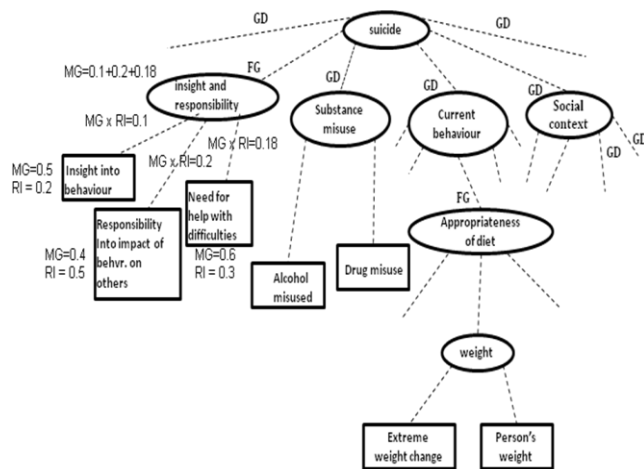 GD
GD
suicide
MG=0.1+0.2+0.18
FG
GD
GD
GD
insight and
responsibility
Substance
misuse
Current
behaviour
Social
context
GD
GD
GD
MG x RI=0.1
MG x RI=0.18
MG x RI=0.2
MG=0.5
RI = 0.2
Insight into
behaviour
Need for
help with
difficulties
FG
Responsibility
Into impact of
behvr. on
others
MG=0.4
RI = 0.5
MG=0.6
RI = 0.3
Appropriateness
of diet
Alcohol
misused
Drug misuse
weight
Extreme
weight change
Person's
weight